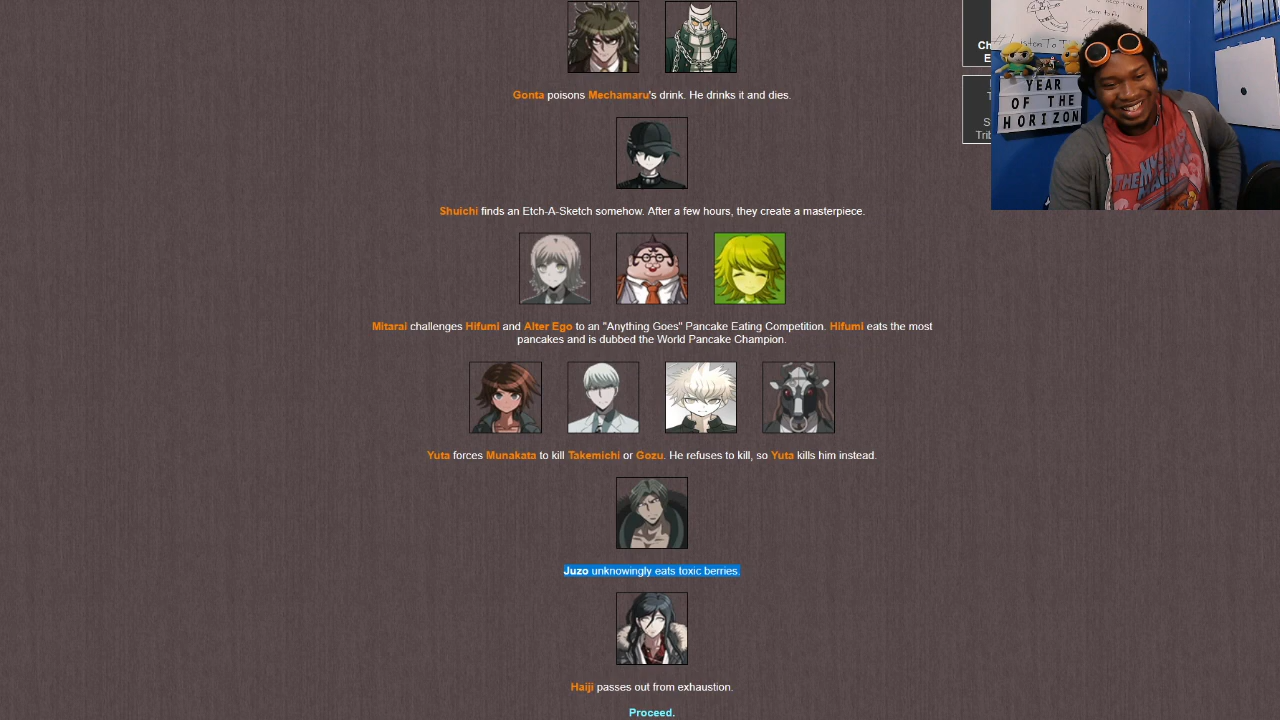 Gonta poisons Mechamaru's drink. He drinks it and dies.
Shuichi finds an Etch-A-Sketch somehow. After a few hours, they create a masterpiece.
Mitarai challenges Hifumi and Alter Ego to an "Anything Goes" Pancake Eating Competition. Hifumi eats the most
pancakes and is dubbed the World Pancake Champion.
Yuta forces Munakata to kill Takemichi or Gozu. He refuses to kill, so Yuta kills him instead.
Juzo unknowingly eats toxic berries.
Haiji passes out from exhaustion.
Proceed.
Ch
E
T
S
Trib
YEAR
OF THE
HORIZON
THE